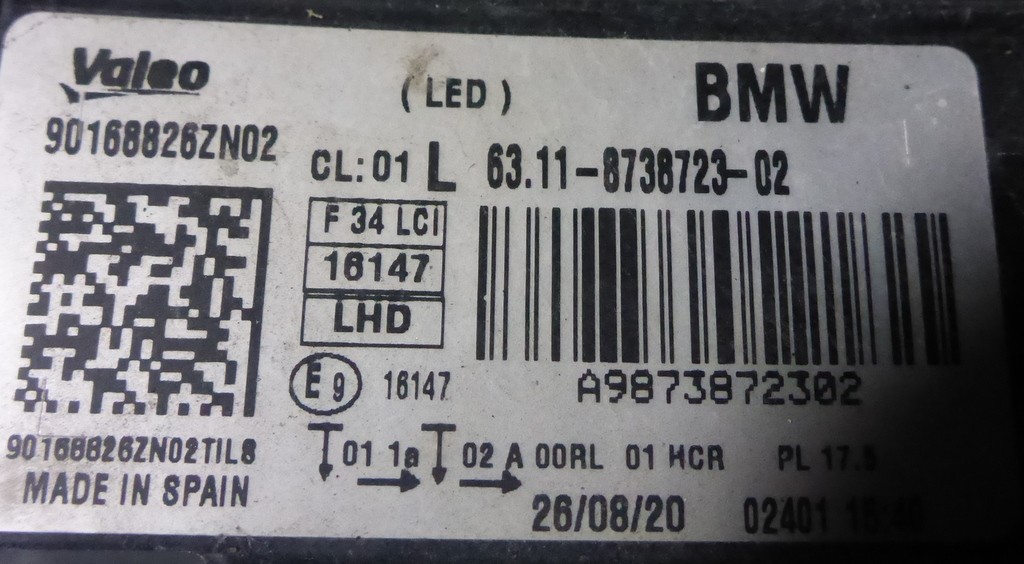 Valeo
(LED)
BMW
90168826ZN02
CL: 01 L 63.11-8738723-02
F 34 LCI
16147
LHD
E9 16147
A9873872302
01 1a 02 A 00RL 01 HCR PL 17.5
90168826ZN02TIL8
MADE IN SPAIN
26/08/20 02401